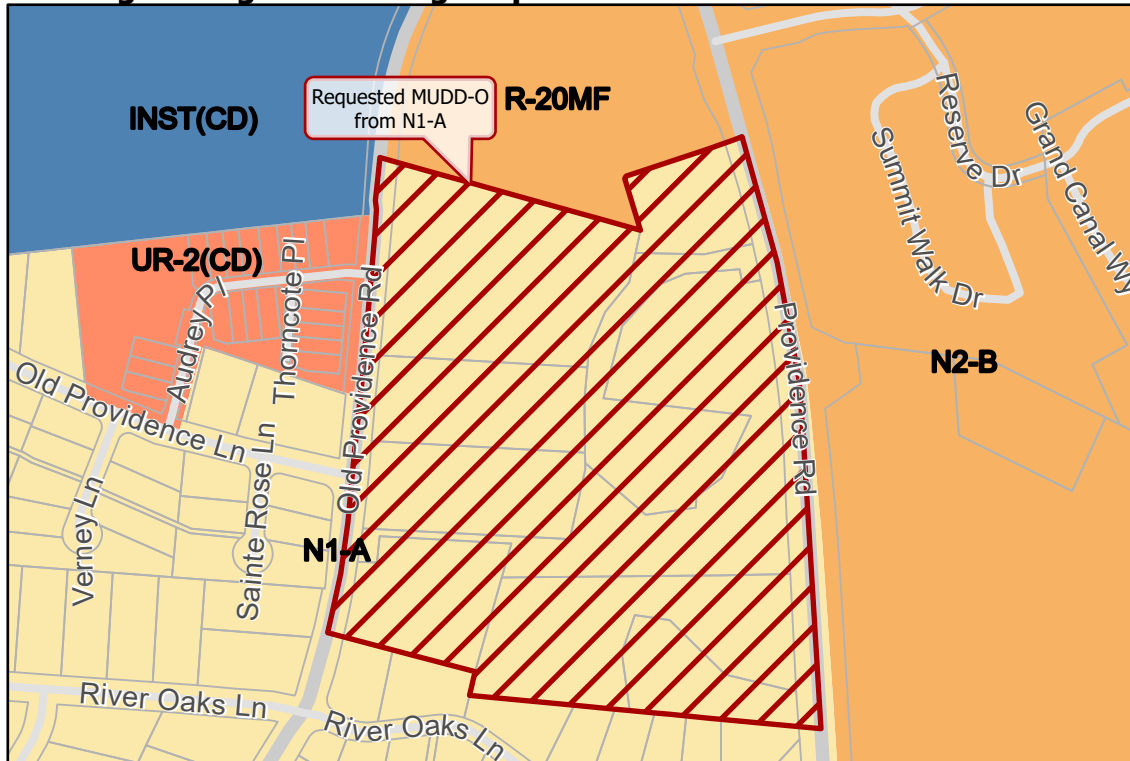 INST(CD)
Requested MUDD-O
from N1-A
R-20MF
Reserve Dr
Grand Canal Wy
Summit Walk Dr
UR-2(CD)
Thorncote Pl
Audrey Pl
Old Providence Rd
Providence Rd
N2-B
Old Providence Ln
Sainte Rose Ln
Verney Ln
N1-A
River Oaks Ln
River Oaks Ln